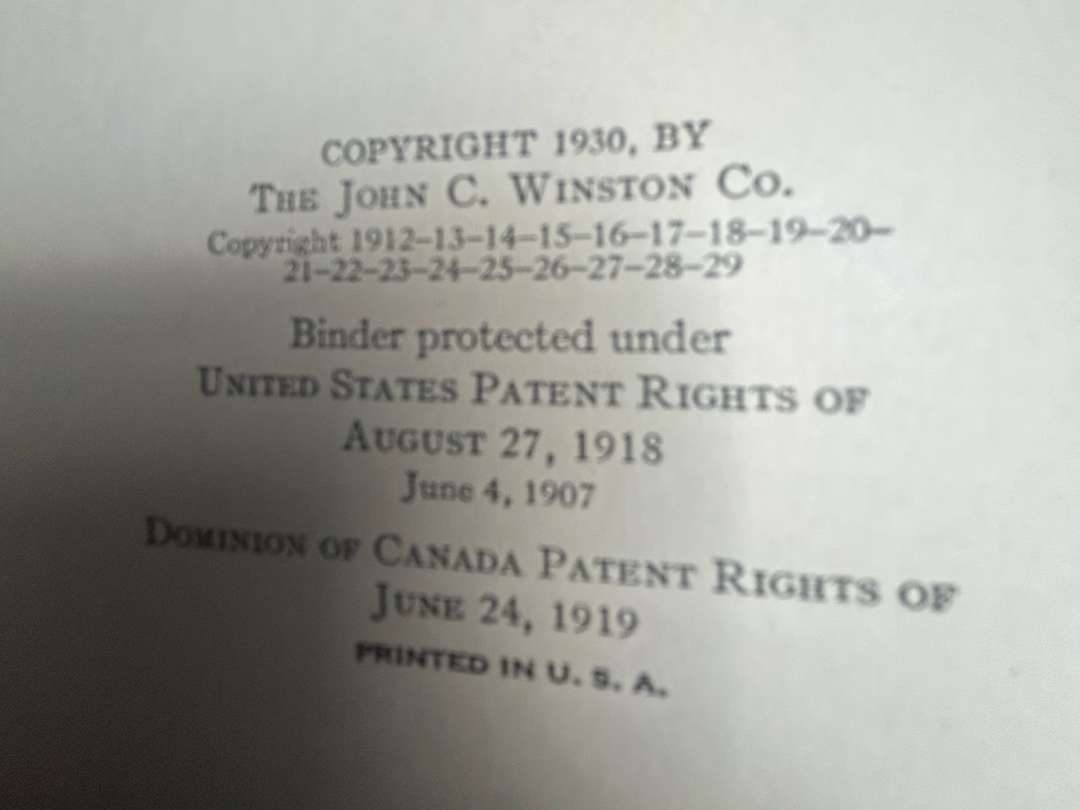 COPYRIGHT 1930, BY
THE JOHN C. WINSTON CO.
Copyright 1912–13–14–15–16–17–18–19–20–
21–22–23–24–25–26–27–28–29
Binder protected under
UNITED STATES PATENT RIGHTS OF
AUGUST 27, 1918
June 4, 1907
DOMINION OF CANADA PATENT RIGHTS OF
JUNE 24, 1919
PRINTED IN U. S. A.